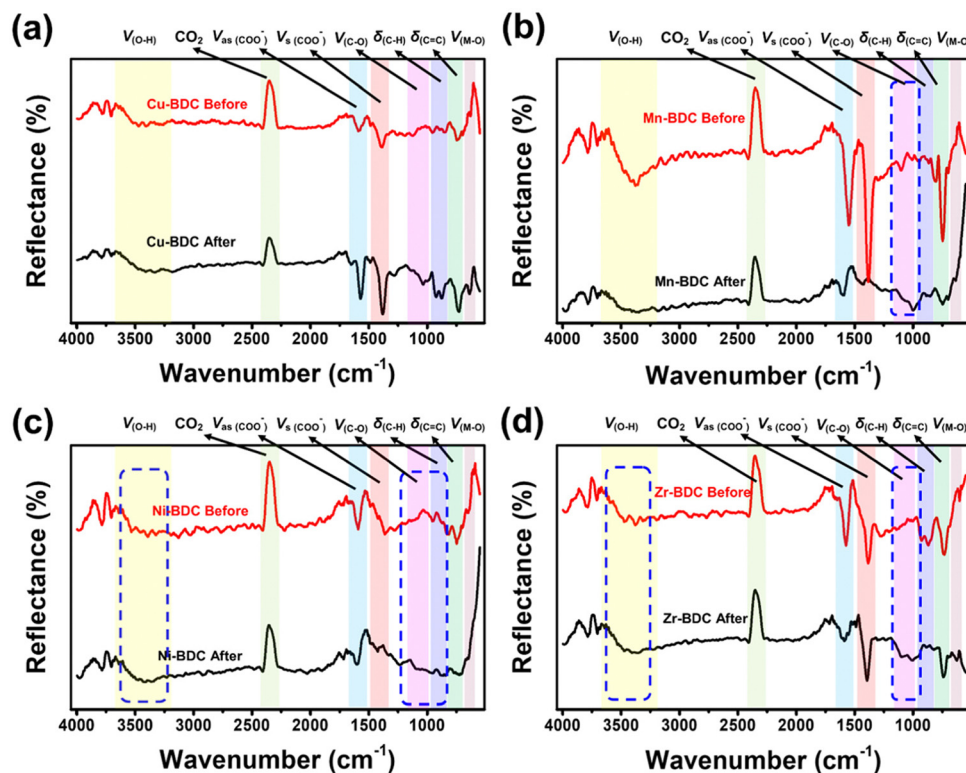 (a)
V(O-H) CO2 Vas (COO-) Vs (COO-) V(C-O) δ(C-H) δ(C=C) V(M-O)
Reflectance (%)
Cu-BDC Before
Cu-BDC After
4000 3500 3000 2500 2000 1500 1000
Wavenumber (cm-1)
(b)
V(O-H) CO2 Vas (COO-) Vs (COO-) V(C-O) δ(C-H) δ(C=C) V(M-O)
Reflectance (%)
Mn-BDC Before
Mn-BDC After
4000 3500 3000 2500 2000 1500 1000
Wavenumber (cm-1)
(c)
V(O-H) CO2 Vas (COO-) Vs (COO-) V(C-O) δ(C-H) δ(C=C) V(M-O)
Reflectance (%)
Ni-BDC Before
Ni-BDC After
4000 3500 3000 2500 2000 1500 1000
Wavenumber (cm-1)
(d)
V(O-H) CO2 Vas (COO-) Vs (COO-) V(C-O) δ(C-H) δ(C=C) V(M-O)
Reflectance (%)
Zr-BDC Before
Zr-BDC After
4000 3500 3000 2500 2000 1500 1000
Wavenumber (cm-1)